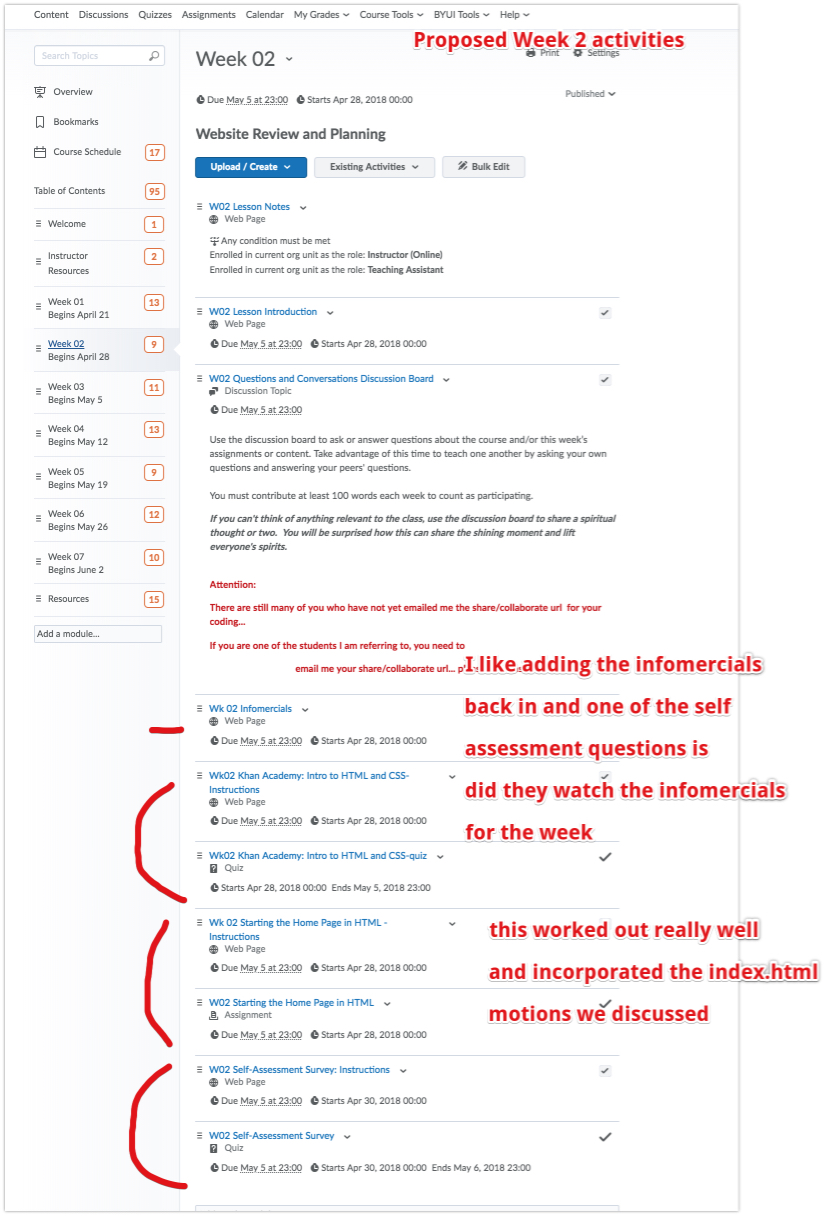 Content Discussions Quizzes Assignments Calendar My Grades Course Tools BYUI Tools Help
Proposed Week 2 activities
Search Topics
Overview
Bookmarks
Course Schedule 17
Table of Contents 95
Welcome 1
Instructor
Resources 2
Week 01 13
Begins April 21
Week 02 9
Begins April 28
Week 03 11
Begins May 5
Week 04 13
Begins May 12
Week 05 9
Begins May 19
Week 06 12
Begins May 26
Week 07 10
Begins June 2
Resources 15
Add a module...
Week 02
Print Settings
Due May 5 at 23:00 Starts Apr 28, 2018 00:00
Published
Website Review and Planning
Upload / Create Existing Activities Bulk Edit
W02 Lesson Notes
Web Page
Any condition must be met
Enrolled in current org unit as the role: Instructor (Online)
Enrolled in current org unit as the role: Teaching Assistant
W02 Lesson Introduction
Web Page
Due May 5 at 23:00 Starts Apr 28, 2018 00:00
W02 Questions and Conversations Discussion Board
Discussion Topic
Due May 5 at 23:00
Use the discussion board to ask or answer questions about the course and/or this week's
assignments or content. Take advantage of this time to teach one another by asking your own
questions and answering your peers' questions.
You must contribute at least 100 words each week to count as participating.
If you can't think of anything relevant to the class, use the discussion board to share a spiritual
thought or two. You will be surprised how this can share the shining moment and lift
everyone's spirits.
Attention:
There are still many of you who have not yet emailed me the share/collaborate url for your
coding...
If you are one of the students I am referring to, you need to
email me your share/collaborate url...
I like adding the infomercials
back in and one of the self
assessment questions is
did they watch the infomercials
for the week
Wk 02 Infomercials
Web Page
Due May 5 at 23:00 Starts Apr 28, 2018 00:00
Wk02 Khan Academy: Intro to HTML and CSS-
Instructions
Web Page
Due May 5 at 23:00 Starts Apr 28, 2018 00:00
Wk02 Khan Academy: Intro to HTML and CSS-quiz
Quiz
Starts Apr 28, 2018 00:00 Ends May 5, 2018 23:00
Wk 02 Starting the Home Page in HTML -
Instructions
Web Page
Due May 5 at 23:00 Starts Apr 28, 2018 00:00
this worked out really well
and incorporated the index.html
motions we discussed
W02 Starting the Home Page in HTML
Assignment
Due May 5 at 23:00 Starts Apr 28, 2018 00:00
W02 Self-Assessment Survey: Instructions
Web Page
Due May 5 at 23:00 Starts Apr 30, 2018 00:00
W02 Self-Assessment Survey
Quiz
Due May 5 at 23:00 Starts Apr 30, 2018 00:00 Ends May 6, 2018 23:00